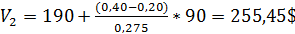 V₂ = 190 + (0,40−0,20)/0,275 * 90 = 255,45$